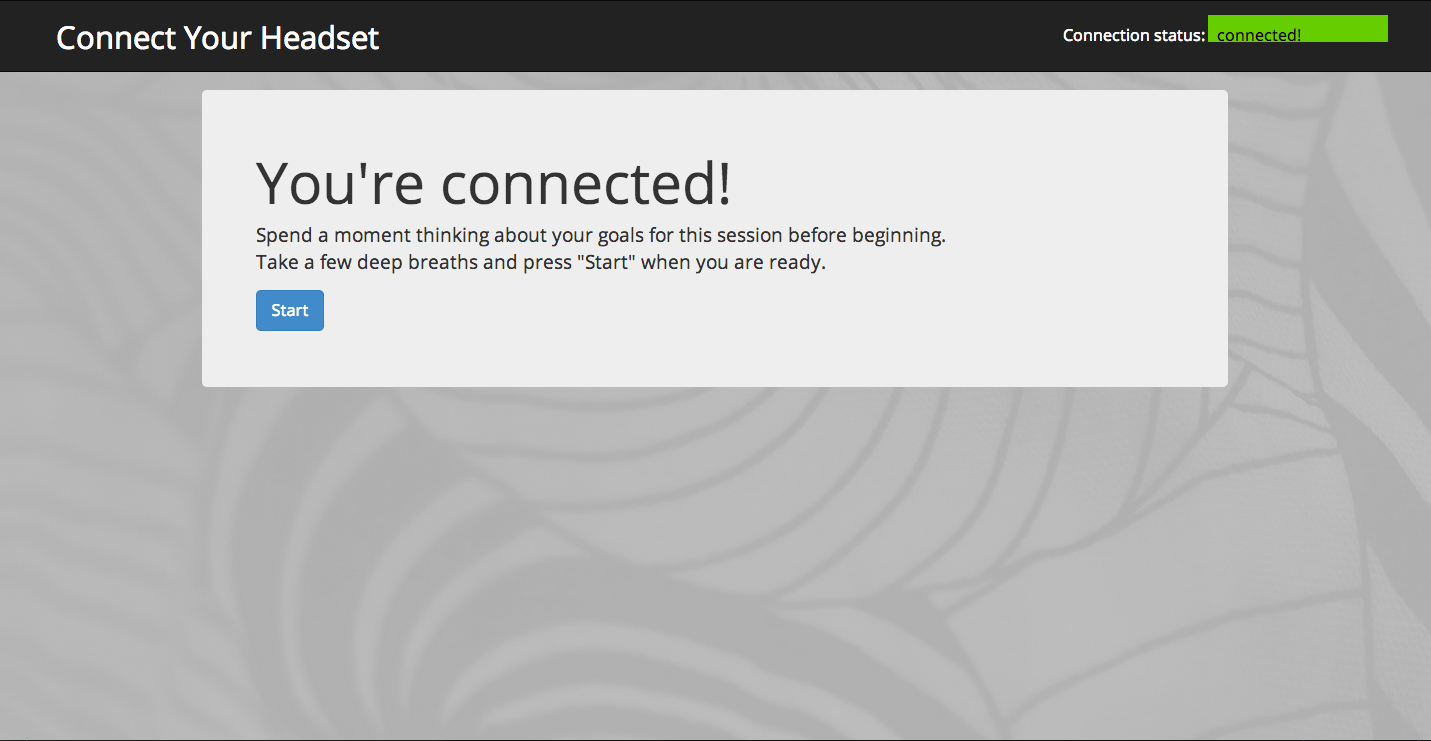 Connect Your Headset
Connection status: connected!
You're connected!
Spend a moment thinking about your goals for this session before beginning.
Take a few deep breaths and press "Start" when you are ready.
Start